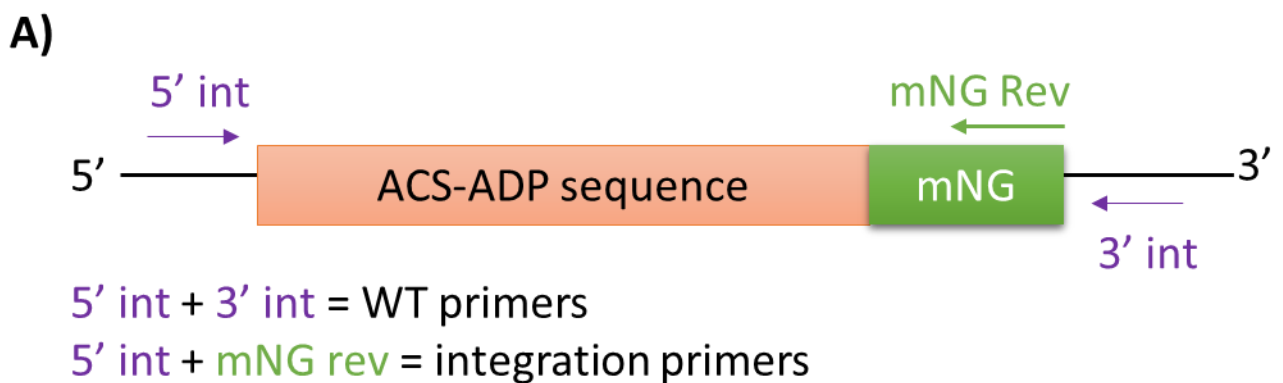 A)
5’ int
mNG Rev
5’
ACS-ADP sequence
mNG
3’
3’ int
5’ int + 3’ int = WT primers
5’ int + mNG rev = integration primers